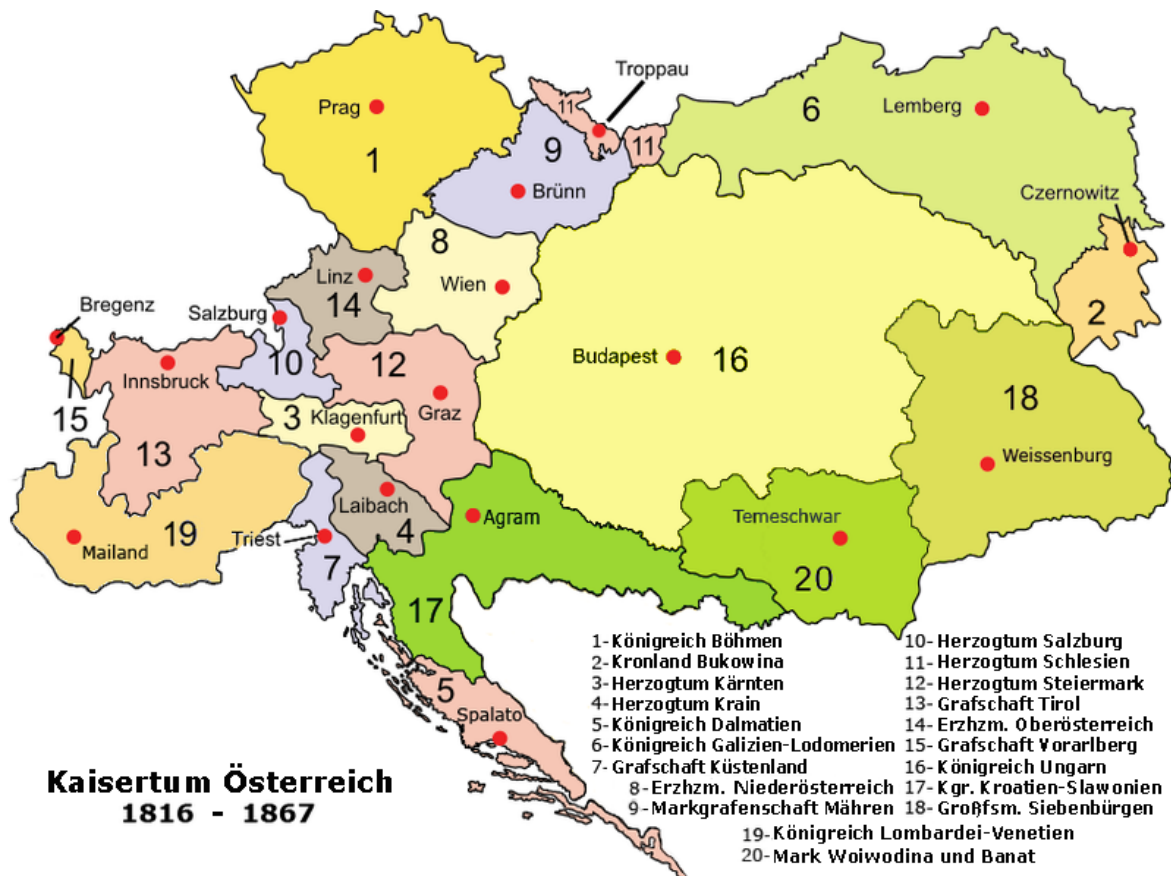 Troppau
11
6
Lemberg
Prag
11
9
1
Brünn
Czernowitz
8
Linz
Wien
14
Salzburg
Bregenz
2
10
12
Budapest
16
Innsbruck
15
3
Klagenfurt
Graz
18
13
Weissenburg
Laibach
4
Agram
Temeschwar
19
Triest
Mailand
7
20
17
5
Spalato
Kaisertum Österreich
1816 - 1867
1-Königreich Böhmen
2-Kronland Bukowina
3-Herzogtum Kärnten
4-Herzogtum Krain
5-Königreich Dalmatien
6-Königreich Galizien-Lodomerien
7-Grafschaft Küstenland
8-Erzhzm. Niederösterreich
9-Markgrafenschaft Mähren
10-Herzogtum Salzburg
11-Herzogtum Schlesien
12-Herzogtum Steiermark
13-Grafschaft Tirol
14-Erzhzm. Oberösterreich
15-Grafschaft Vorarlberg
16-Königreich Ungarn
17-Kgr. Kroatien-Slawonien
18-Großfsm. Siebenbürgen
19-Königreich Lombardei-Venetien
20-Mark Woiwodina und Banat